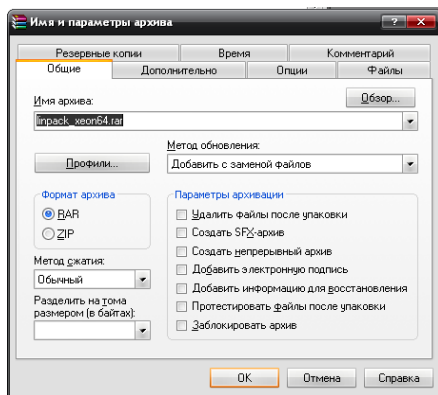 Имя и параметры архива
Резервные копии Время Комментарий
Общие Дополнительно Опции Файлы
Имя архива:
Обзор...
linpack_xeon64.rar
Метод обновления:
Профили... Добавить с заменой файлов
Формат архива
RAR
ZIP
Метод сжатия:
Обычный
Разделить на тома
размером (в байтах):
Параметры архивации
Удалить файлы после упаковки
Создать SFX-архив
Создать непрерывный архив
Добавить электронную подпись
Добавить информацию для восстановления
Протестировать файлы после упаковки
Заблокировать архив
OK Отмена Справка